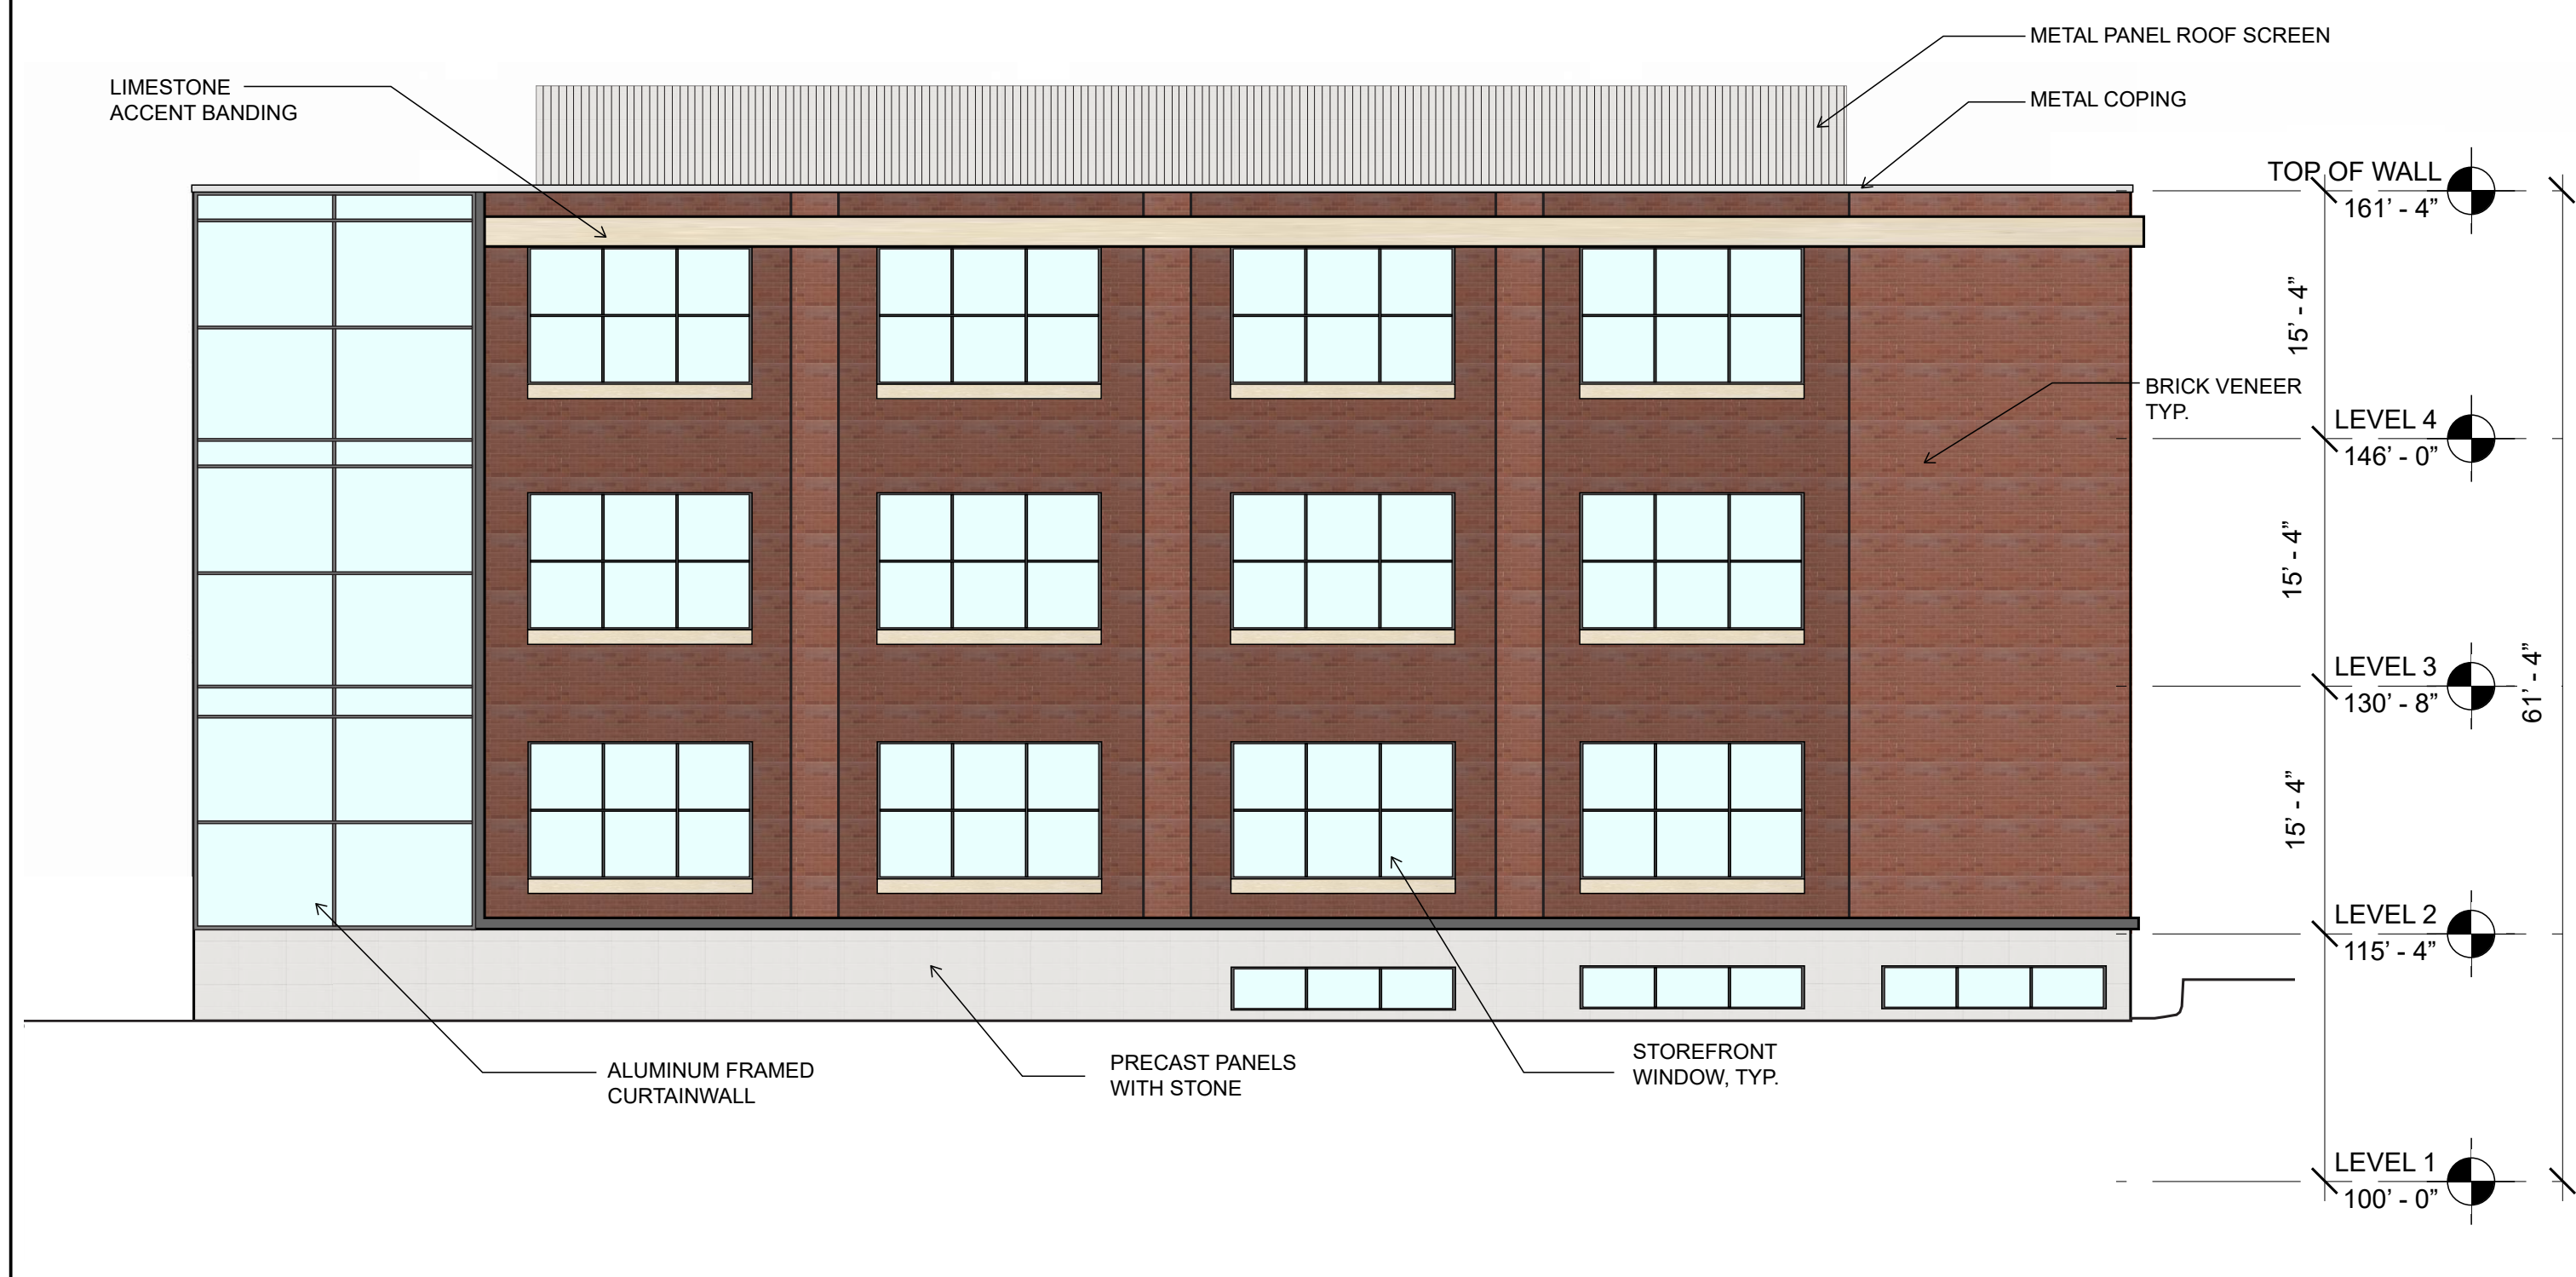 METAL PANEL ROOF SCREEN
LIMESTONE
ACCENT BANDING
METAL COPING
TOP OF WALL
161’ - 4”
15’ - 4”
BRICK VENEER
TYP.
LEVEL 4
146’ - 0”
15’ - 4”
LEVEL 3
130’ - 8”
61’ - 4”
15’ - 4”
LEVEL 2
115’ - 4”
ALUMINUM FRAMED
CURTAINWALL
PRECAST PANELS
WITH STONE
STOREFRONT
WINDOW, TYP.
LEVEL 1
100’ - 0”